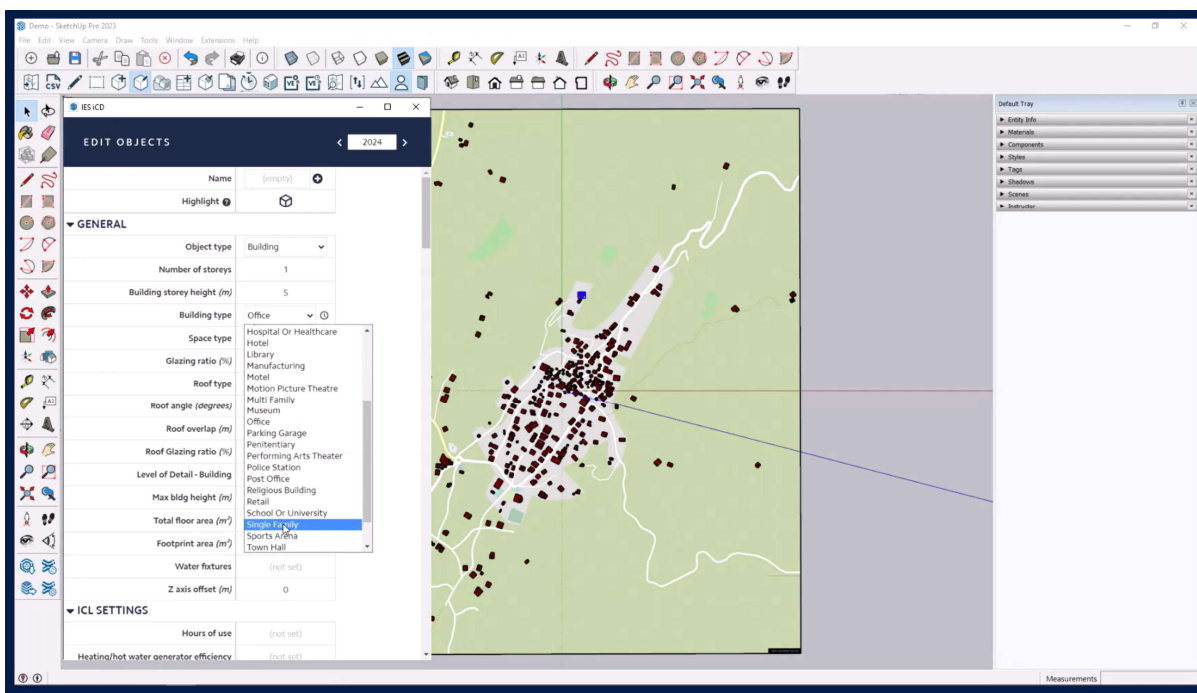 Demo - SketchUp Pro 2023
File Edit View Camera Draw Tools Window Extensions Help
IES iCD
EDIT OBJECTS
2024
Name (empty)
Highlight
GENERAL
Object type Building
Number of storeys 1
Building storey height (m) 5
Building type Office
Space type
Glazing ratio (%)
Roof type
Roof angle (degrees)
Roof overlap (m)
Roof Glazing ratio (%)
Level of Detail - Building
Max bldg height (m)
Total floor area (m²)
Footprint area (m²)
Water fixtures (not set)
Z axis offset (m) 0
Hospital Or Healthcare
Hotel
Library
Manufacturing
Motel
Motion Picture Theatre
Multi Family
Museum
Office
Parking Garage
Penitentiary
Performing Arts Theater
Police Station
Post Office
Religious Building
Retail
School Or University
Single Family
Sports Arena
Town Hall
ICL SETTINGS
Hours of use (not set)
Heating/hot water generator efficiency (not set)
Default Tray
Entity Info
Materials
Components
Styles
Tags
Shadows
Scenes
Instructor
Measurements